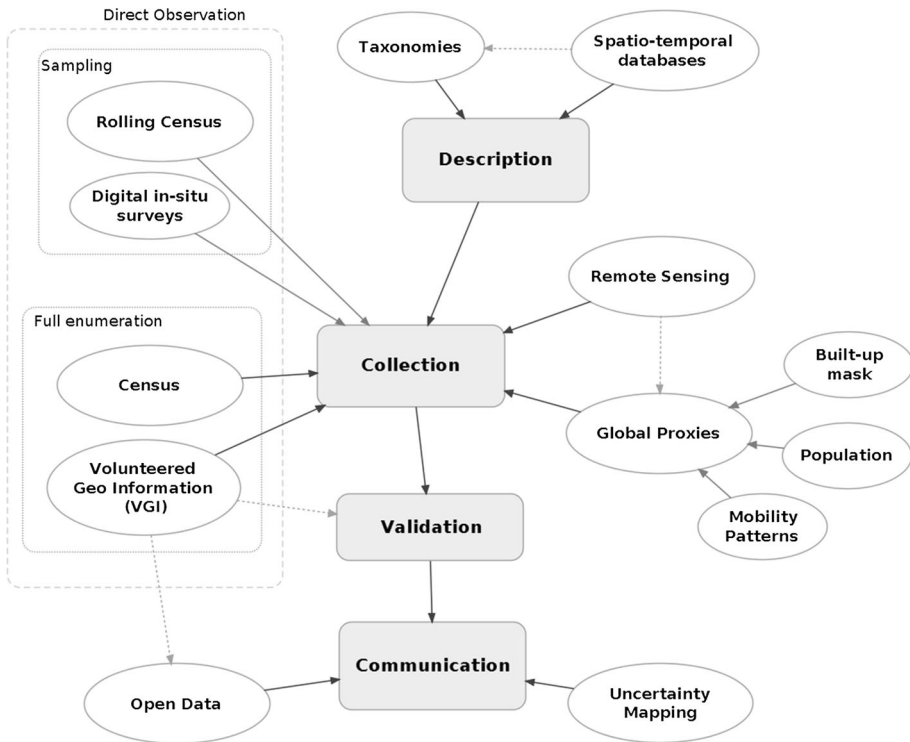 Direct Observation
Sampling
Rolling Census
Digital in-situ
surveys
Full enumeration
Census
Volunteered
Geo Information
(VGI)
Taxonomies
Spatio-temporal
databases
Description
Remote Sensing
Collection
Built-up
mask
Global Proxies
Population
Mobility
Patterns
Validation
Communication
Open Data
Uncertainty
Mapping